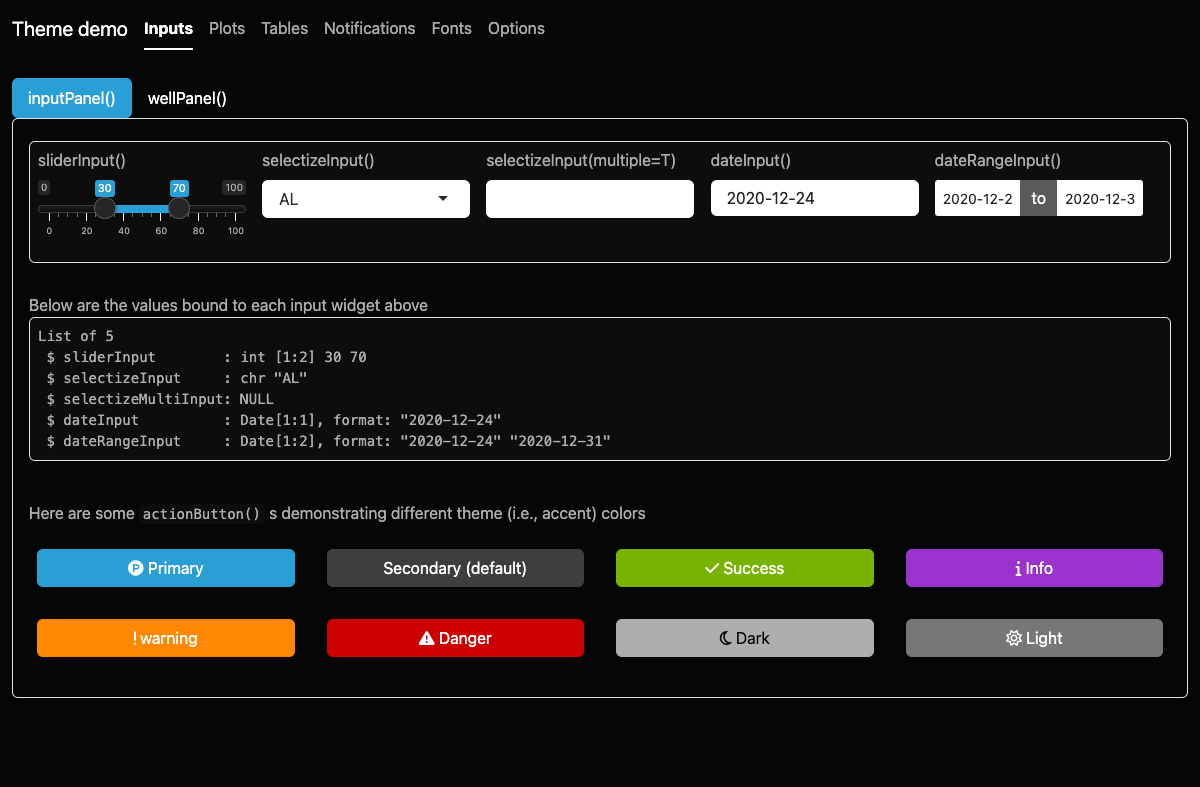 Theme demo Inputs Plots Tables Notifications Fonts Options
inputPanel() wellPanel()
sliderInput() selectizeInput() selectizeInput(multiple=T) dateInput() dateRangeInput()
0 30 70 100
AL 2020-12-24 2020-12-2 to 2020-12-3
0 20 40 60 80 100
Below are the values bound to each input widget above
List of 5
 $ sliderInput        : int [1:2] 30 70
 $ selectizeInput     : chr "AL"
 $ selectizeMultiInput: NULL
 $ dateInput          : Date[1:1], format: "2020-12-24"
 $ dateRangeInput     : Date[1:2], format: "2020-12-24" "2020-12-31"
Here are some actionButton() s demonstrating different theme (i.e., accent) colors
Primary Secondary (default) Success Info
warning Danger Dark Light